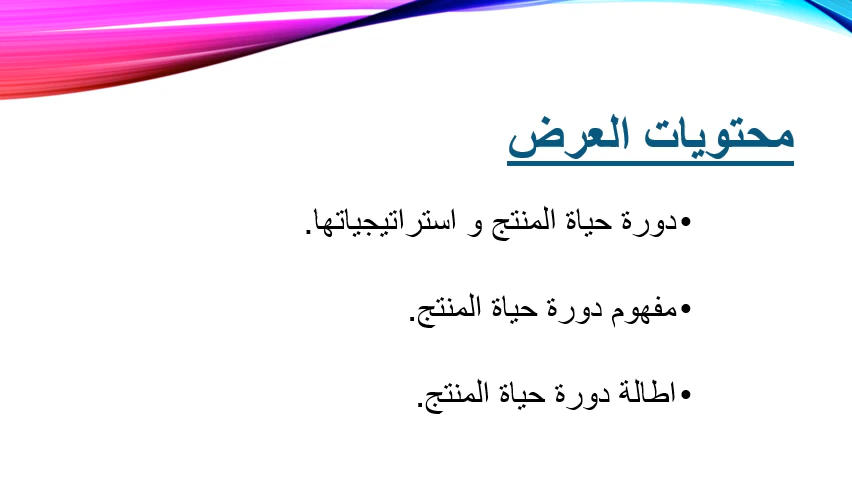 محتويات العرض
•دورة حياة المنتج و استراتيجياتها.
•مفهوم دورة حياة المنتج.
•اطالة دورة حياة المنتج.